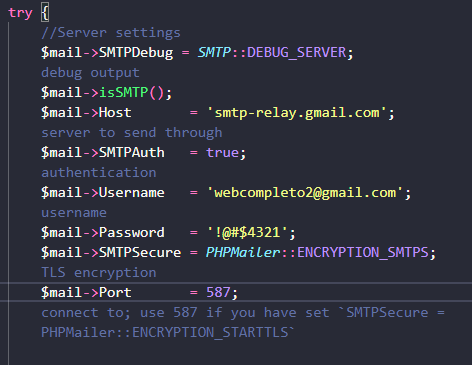 try {
//Server settings
$mail->SMTPDebug = SMTP::DEBUG_SERVER;
debug output
$mail->isSMTP();
$mail->Host       = 'smtp-relay.gmail.com';
server to send through
$mail->SMTPAuth   = true;
authentication
$mail->Username   = 'webcompleto2@gmail.com';
username
$mail->Password   = '!@#$4321';
$mail->SMTPSecure = PHPMailer::ENCRYPTION_SMTPS;
TLS encryption
$mail->Port       = 587;
connect to; use 587 if you have set `SMTPSecure =
PHPMailer::ENCRYPTION_STARTTLS`